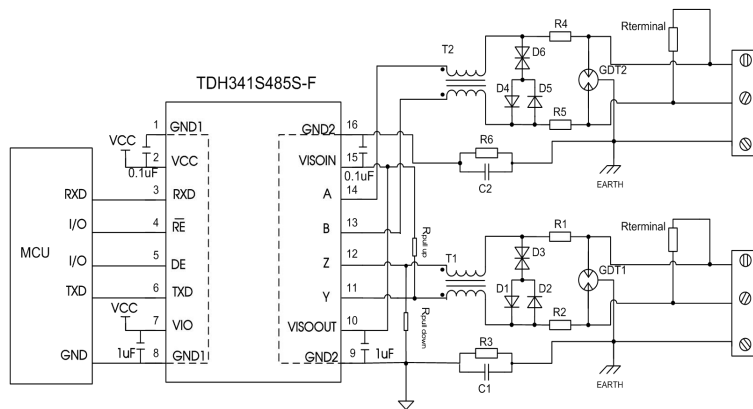 TDH341S485S-F
MCU
RXD
I/O
I/O
TXD
GND
VCC
0.1uF
VCC
1uF
1
2
3
4
5
6
7
8
GND1
VCC
RXD
RE
DE
TXD
VIO
GND1
GND2
VISOIN
A
B
Z
Y
VISOOUT
GND2
16
15
14
13
12
11
10
9
0.1uF
1uF
Rpull up
Rpull down
T2
D6
D4
D5
R4
R5
GDT2
Rterminal
R6
C2
EARTH
T1
D3
D1
D2
R1
R2
GDT1
Rterminal
R3
C1
EARTH